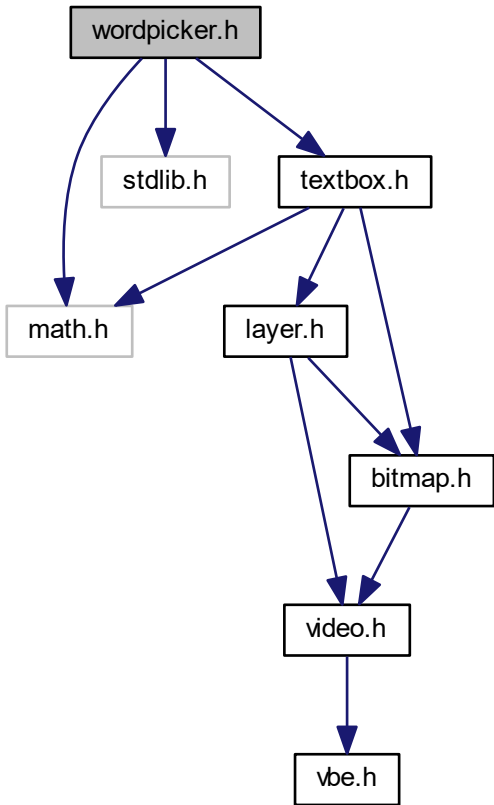 wordpicker.h
stdlib.h
textbox.h
math.h
layer.h
bitmap.h
video.h
vbe.h